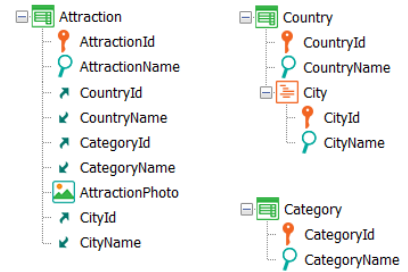 Attraction
AttractionId
AttractionName
CountryId
CountryName
CategoryId
CategoryName
AttractionPhoto
CityId
CityName
Country
CountryId
CountryName
City
CityId
CityName
Category
CategoryId
CategoryName